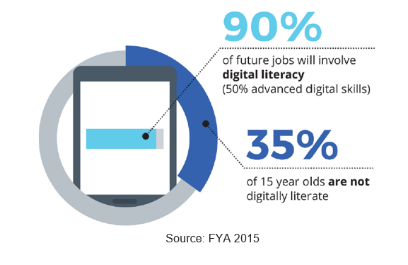 90%
of future jobs will involve
digital literacy
(50% advanced digital skills)
35%
of 15 year olds are not
digitally literate
Source: FYA 2015